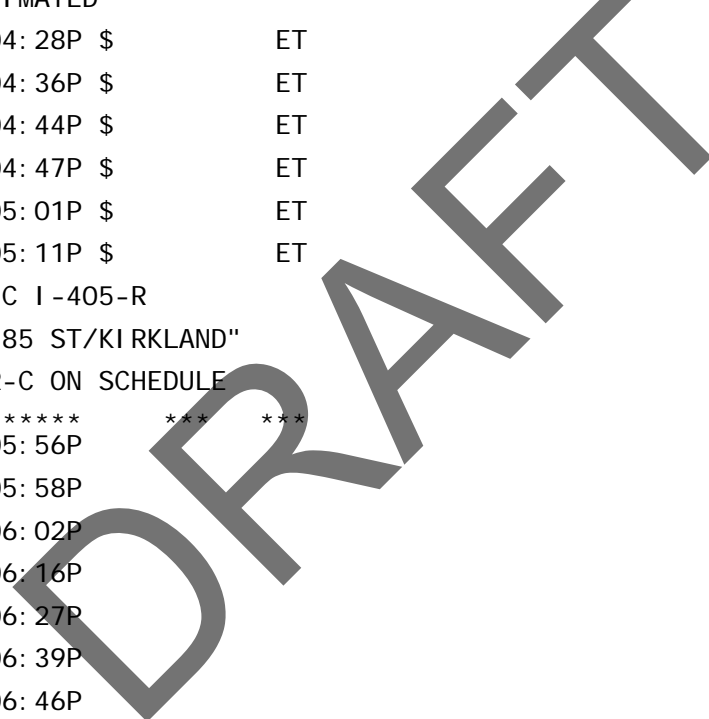 04:28P $ ET
04:36P $ ET
04:44P $ ET
04:47P $ ET
05:01P $ ET
05:11P $ ET
C I-405-R
85 ST/KIRKLAND"
-C ON SCHEDULE
***** *** ***
05:56P
05:58P
06:02P
06:16P
06:27P
06:39P
06:46P
DRAFT